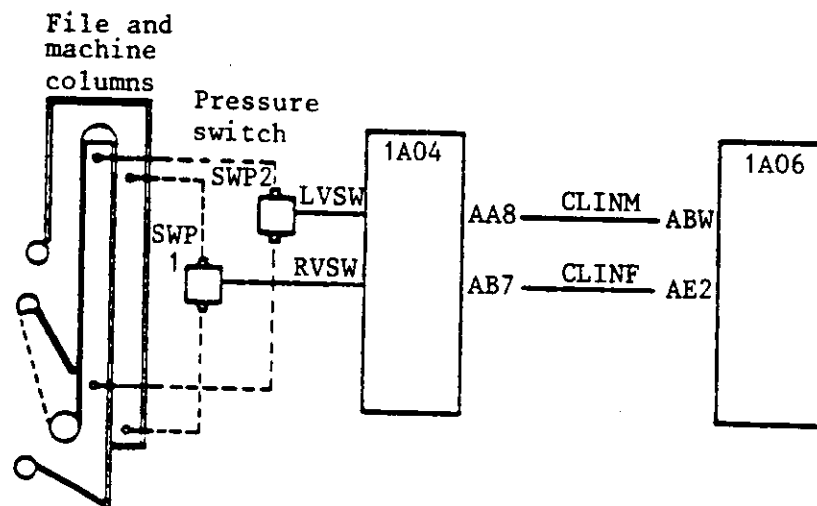 File and
machine
columns
Pressure
switch
SWP2
SWP
1
LVSW
RVSW
1A04
AA8
AB7
CLINM
CLINF
1A06
ABW
AE2